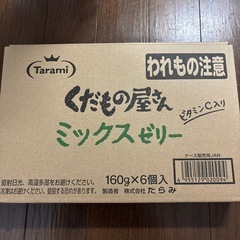 Tarami
われもの注意
くだもの屋さん
ビタミンC入り
ミックスゼリー
直射日光、高温多湿をお避けください。
160g×6個入
製造者 株式会社たらみ
ケース販売用JAN
4 955129 020094